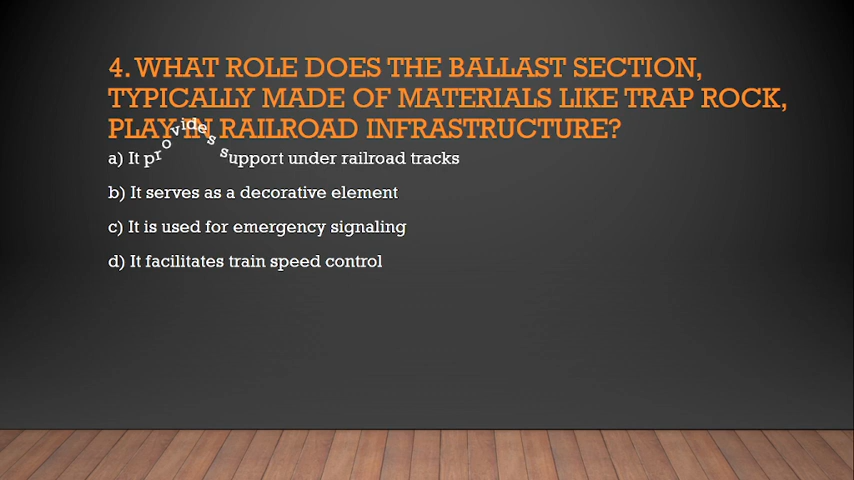 4. WHAT ROLE DOES THE BALLAST SECTION,
TYPICALLY MADE OF MATERIALS LIKE TRAP ROCK,
PLAY IN RAILROAD INFRASTRUCTURE?
a) It provides support under railroad tracks
b) It serves as a decorative element
c) It is used for emergency signaling
d) It facilitates train speed control